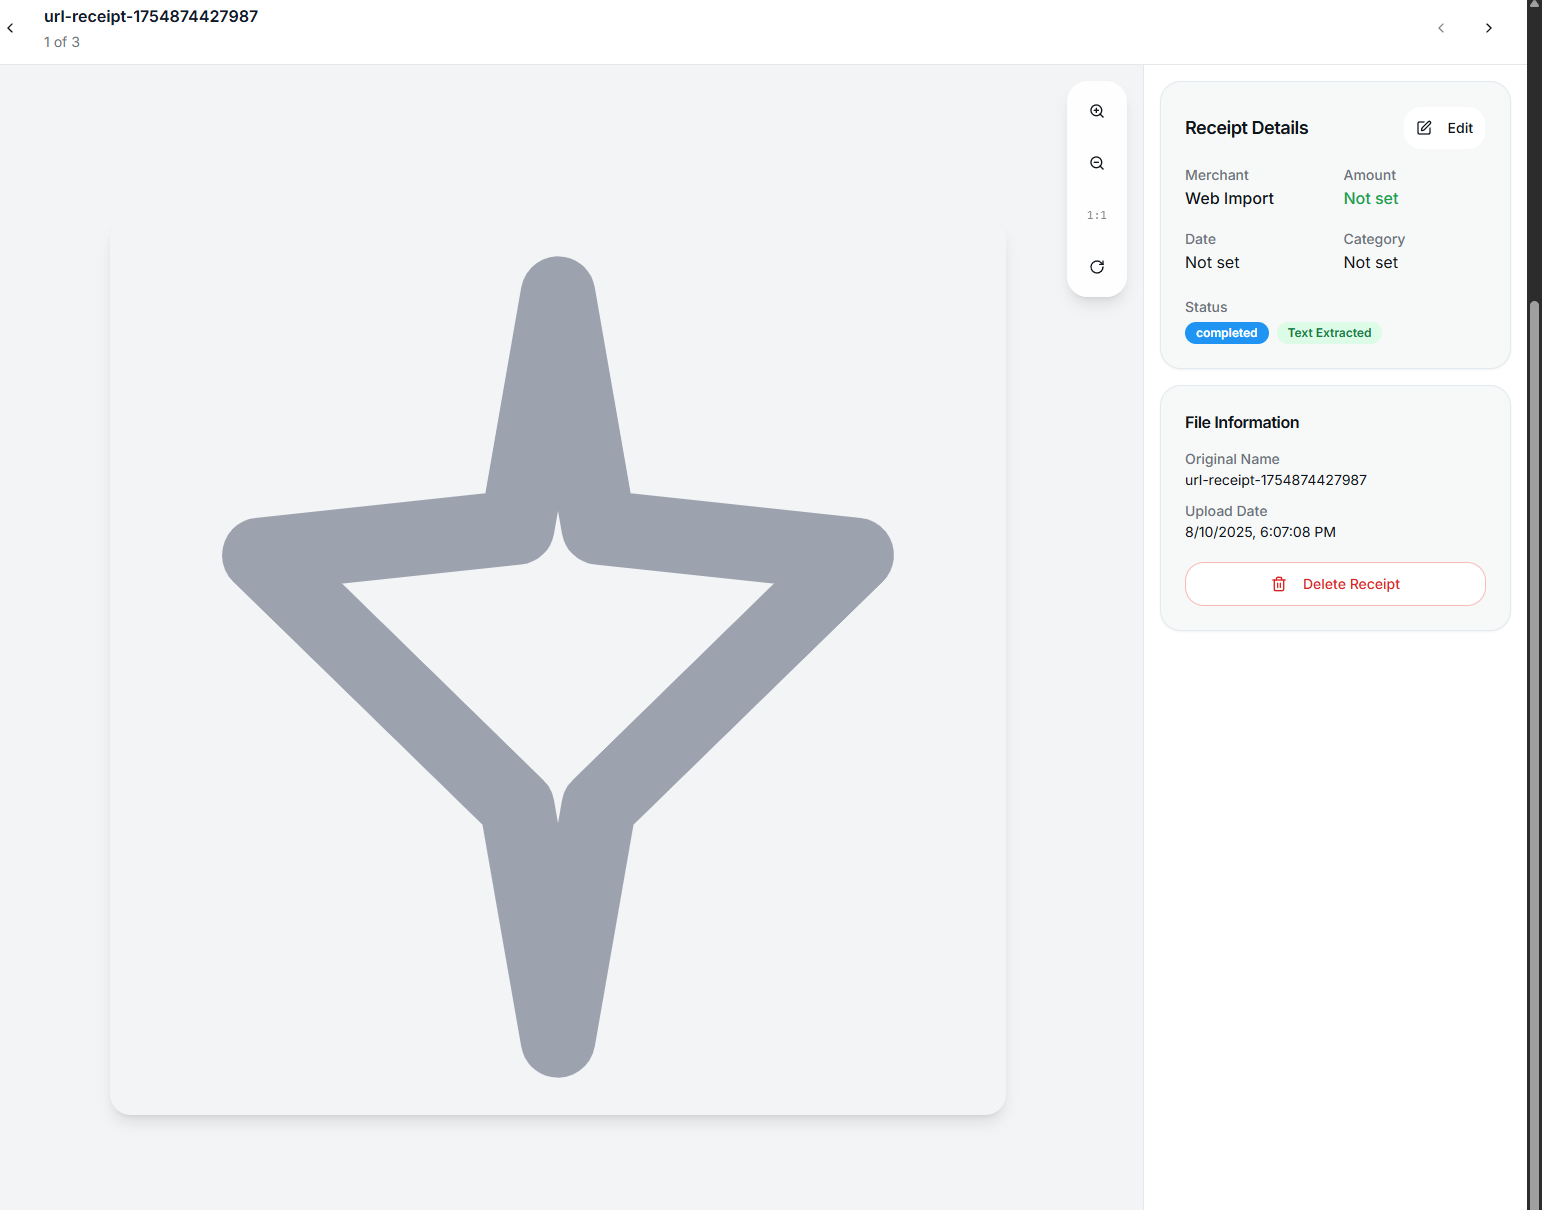 url-receipt-1754874427987
1 of 3
1:1
Receipt Details
Edit
Merchant
Amount
Web Import
Not set
Date
Category
Not set
Not set
Status
completed
Text Extracted
File Information
Original Name
url-receipt-1754874427987
Upload Date
8/10/2025, 6:07:08 PM
Delete Receipt